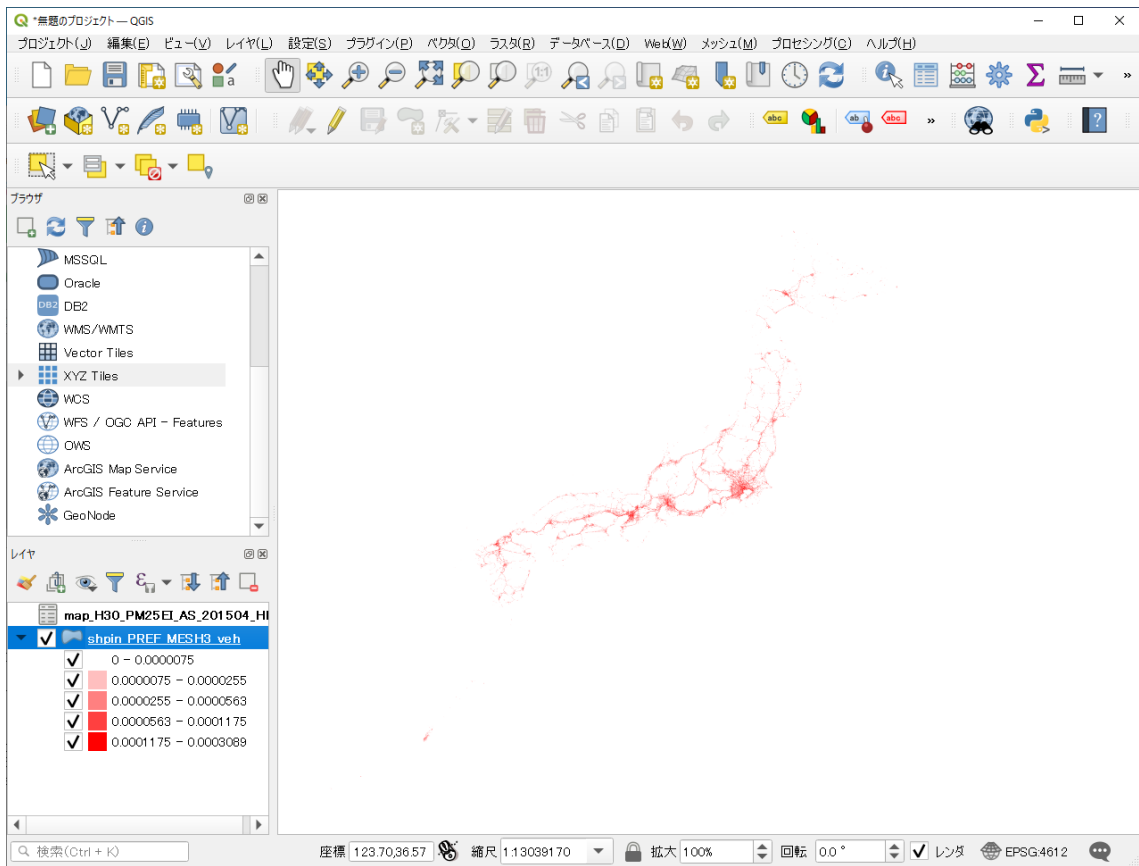 *無題のプロジェクト — QGIS
プロジェクト(J) 編集(E) ビュー(V) レイヤ(L) 設定(S) プラグイン(P) ベクタ(O) ラスタ(R) データベース(D) Web(W) メッシュ(M) プロセシング(C) ヘルプ(H)
1:1
»
abc ab abc » ?
ブラウザ
MSSQL
Oracle
DB2 DB2
WMS/WMTS
Vector Tiles
XYZ Tiles
WCS
WFS / OGC API - Features
OWS
ArcGIS Map Service
ArcGIS Feature Service
GeoNode
レイヤ
map_H30_PM25EI_AS_201504_HI
shpin_PREF_MESH3_veh
0 - 0.0000075
0.0000075 - 0.0000255
0.0000255 - 0.0000563
0.0000563 - 0.0001175
0.0001175 - 0.0003089
検索(Ctrl + K) 座標 123.70,36.57 縮尺 1:13039170 拡大 100% 回転 0.0 ° レンダ EPSG:4612